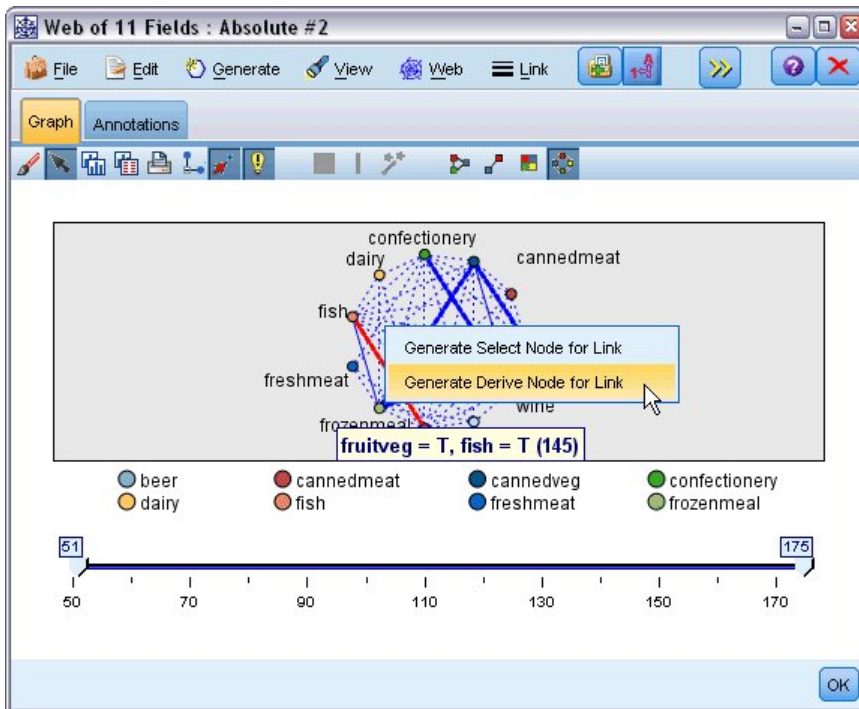 Web of 11 Fields : Absolute #2
File Edit Generate View Web Link
Graph Annotations
confectionery
dairy cannedmeat
fish
Generate Select Node for Link
freshmeat Generate Derive Node for Link
wine
frozenmeal
fruitveg = T, fish = T (145)
beer cannedmeat cannedveg confectionery
dairy fish freshmeat frozenmeal
51 175
50 70 90 110 130 150 170
OK